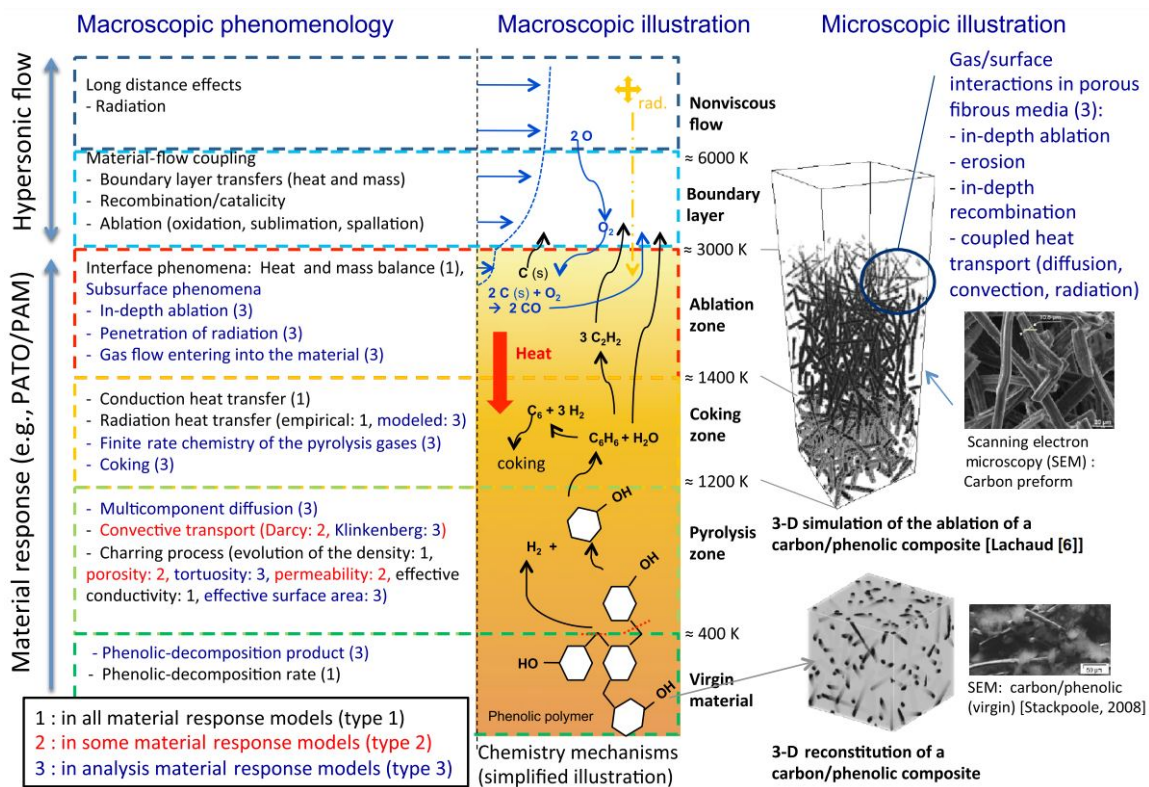 Macroscopic phenomenology
Macroscopic illustration
Microscopic illustration
Hypersonic flow
Material response (e.g., PATO/PAM)
Long distance effects
- Radiation
Material-flow coupling
- Boundary layer transfers (heat and mass)
- Recombination/catalicity
- Ablation (oxidation, sublimation, spallation)
Interface phenomena: Heat and mass balance (1),
Subsurface phenomena
- In-depth ablation (3)
- Penetration of radiation (3)
- Gas flow entering into the material (3)
- Conduction heat transfer (1)
- Radiation heat transfer (empirical: 1, modeled: 3)
- Finite rate chemistry of the pyrolysis gases (3)
- Coking (3)
- Multicomponent diffusion (3)
- Convective transport (Darcy: 2, Klinkenberg: 3)
- Charring process (evolution of the density: 1,
porosity: 2, tortuosity: 3, permeability: 2, effective
conductivity: 1, effective surface area: 3)
- Phenolic-decomposition product (3)
- Phenolic-decomposition rate (1)
1 : in all material response models (type 1)
2 : in some material response models (type 2)
3 : in analysis material response models (type 3)
rad.
2 O
O₂
C (s)
2 C (s) + O₂
→ 2 CO
Heat
3 C₂H₂
C₆ + 3 H₂
C₆H₆ + H₂O
coking
OH
H₂ +
OH
HO
OH
Phenolic polymer
Chemistry mechanisms
(simplified illustration)
Nonviscous
flow
≈ 6000 K
Boundary
layer
≈ 3000 K
Ablation
zone
≈ 1400 K
Coking
zone
≈ 1200 K
Pyrolysis
zone
≈ 400 K
Virgin
material
Gas/surface
interactions in porous
fibrous media (3):
- in-depth ablation
- erosion
- in-depth
recombination
- coupled heat
transport (diffusion,
convection, radiation)
Scanning electron
microscopy (SEM) :
Carbon preform
3-D simulation of the ablation of a
carbon/phenolic composite [Lachaud [6]]
SEM: carbon/phenolic
(virgin) [Stackpoole, 2008]
3-D reconstitution of a
carbon/phenolic composite